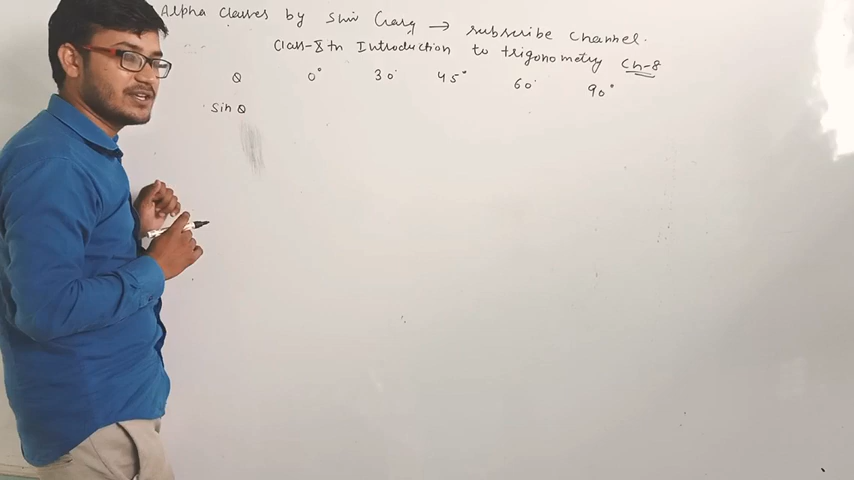 Alpha Classes by Shiv Garg → subscribe Channel.
Class-Xth Introduction to trigonometry Ch-8
θ 0° 30° 45° 60° 90°
Sin θ